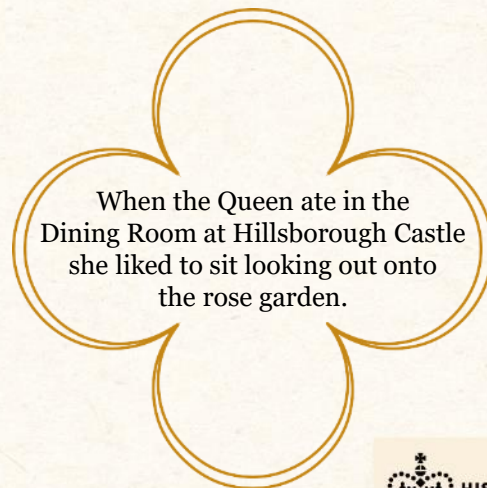 When the Queen ate in the
Dining Room at Hillsborough Castle
she liked to sit looking out onto
the rose garden.